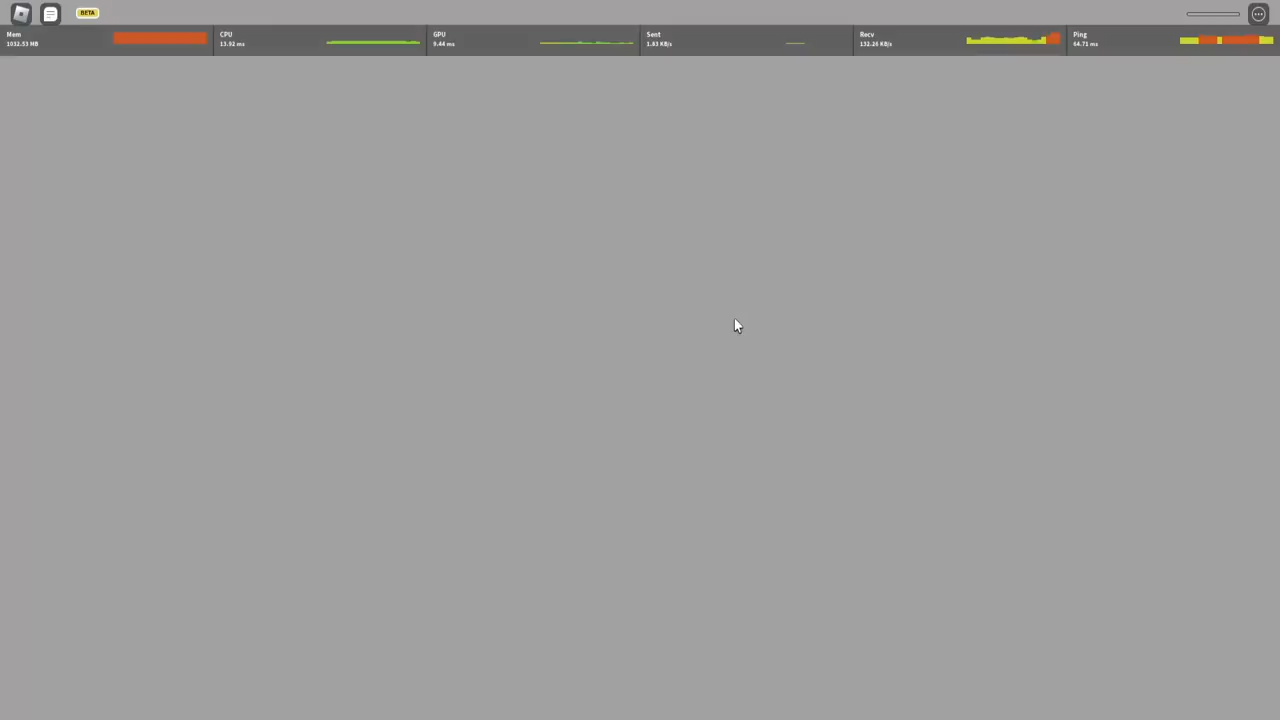 BETA
Mem CPU GPU Sent Recv Ping
1032.53 MB 13.92 ms 9.44 ms 1.83 KB/s 132.26 KB/s 64.71 ms